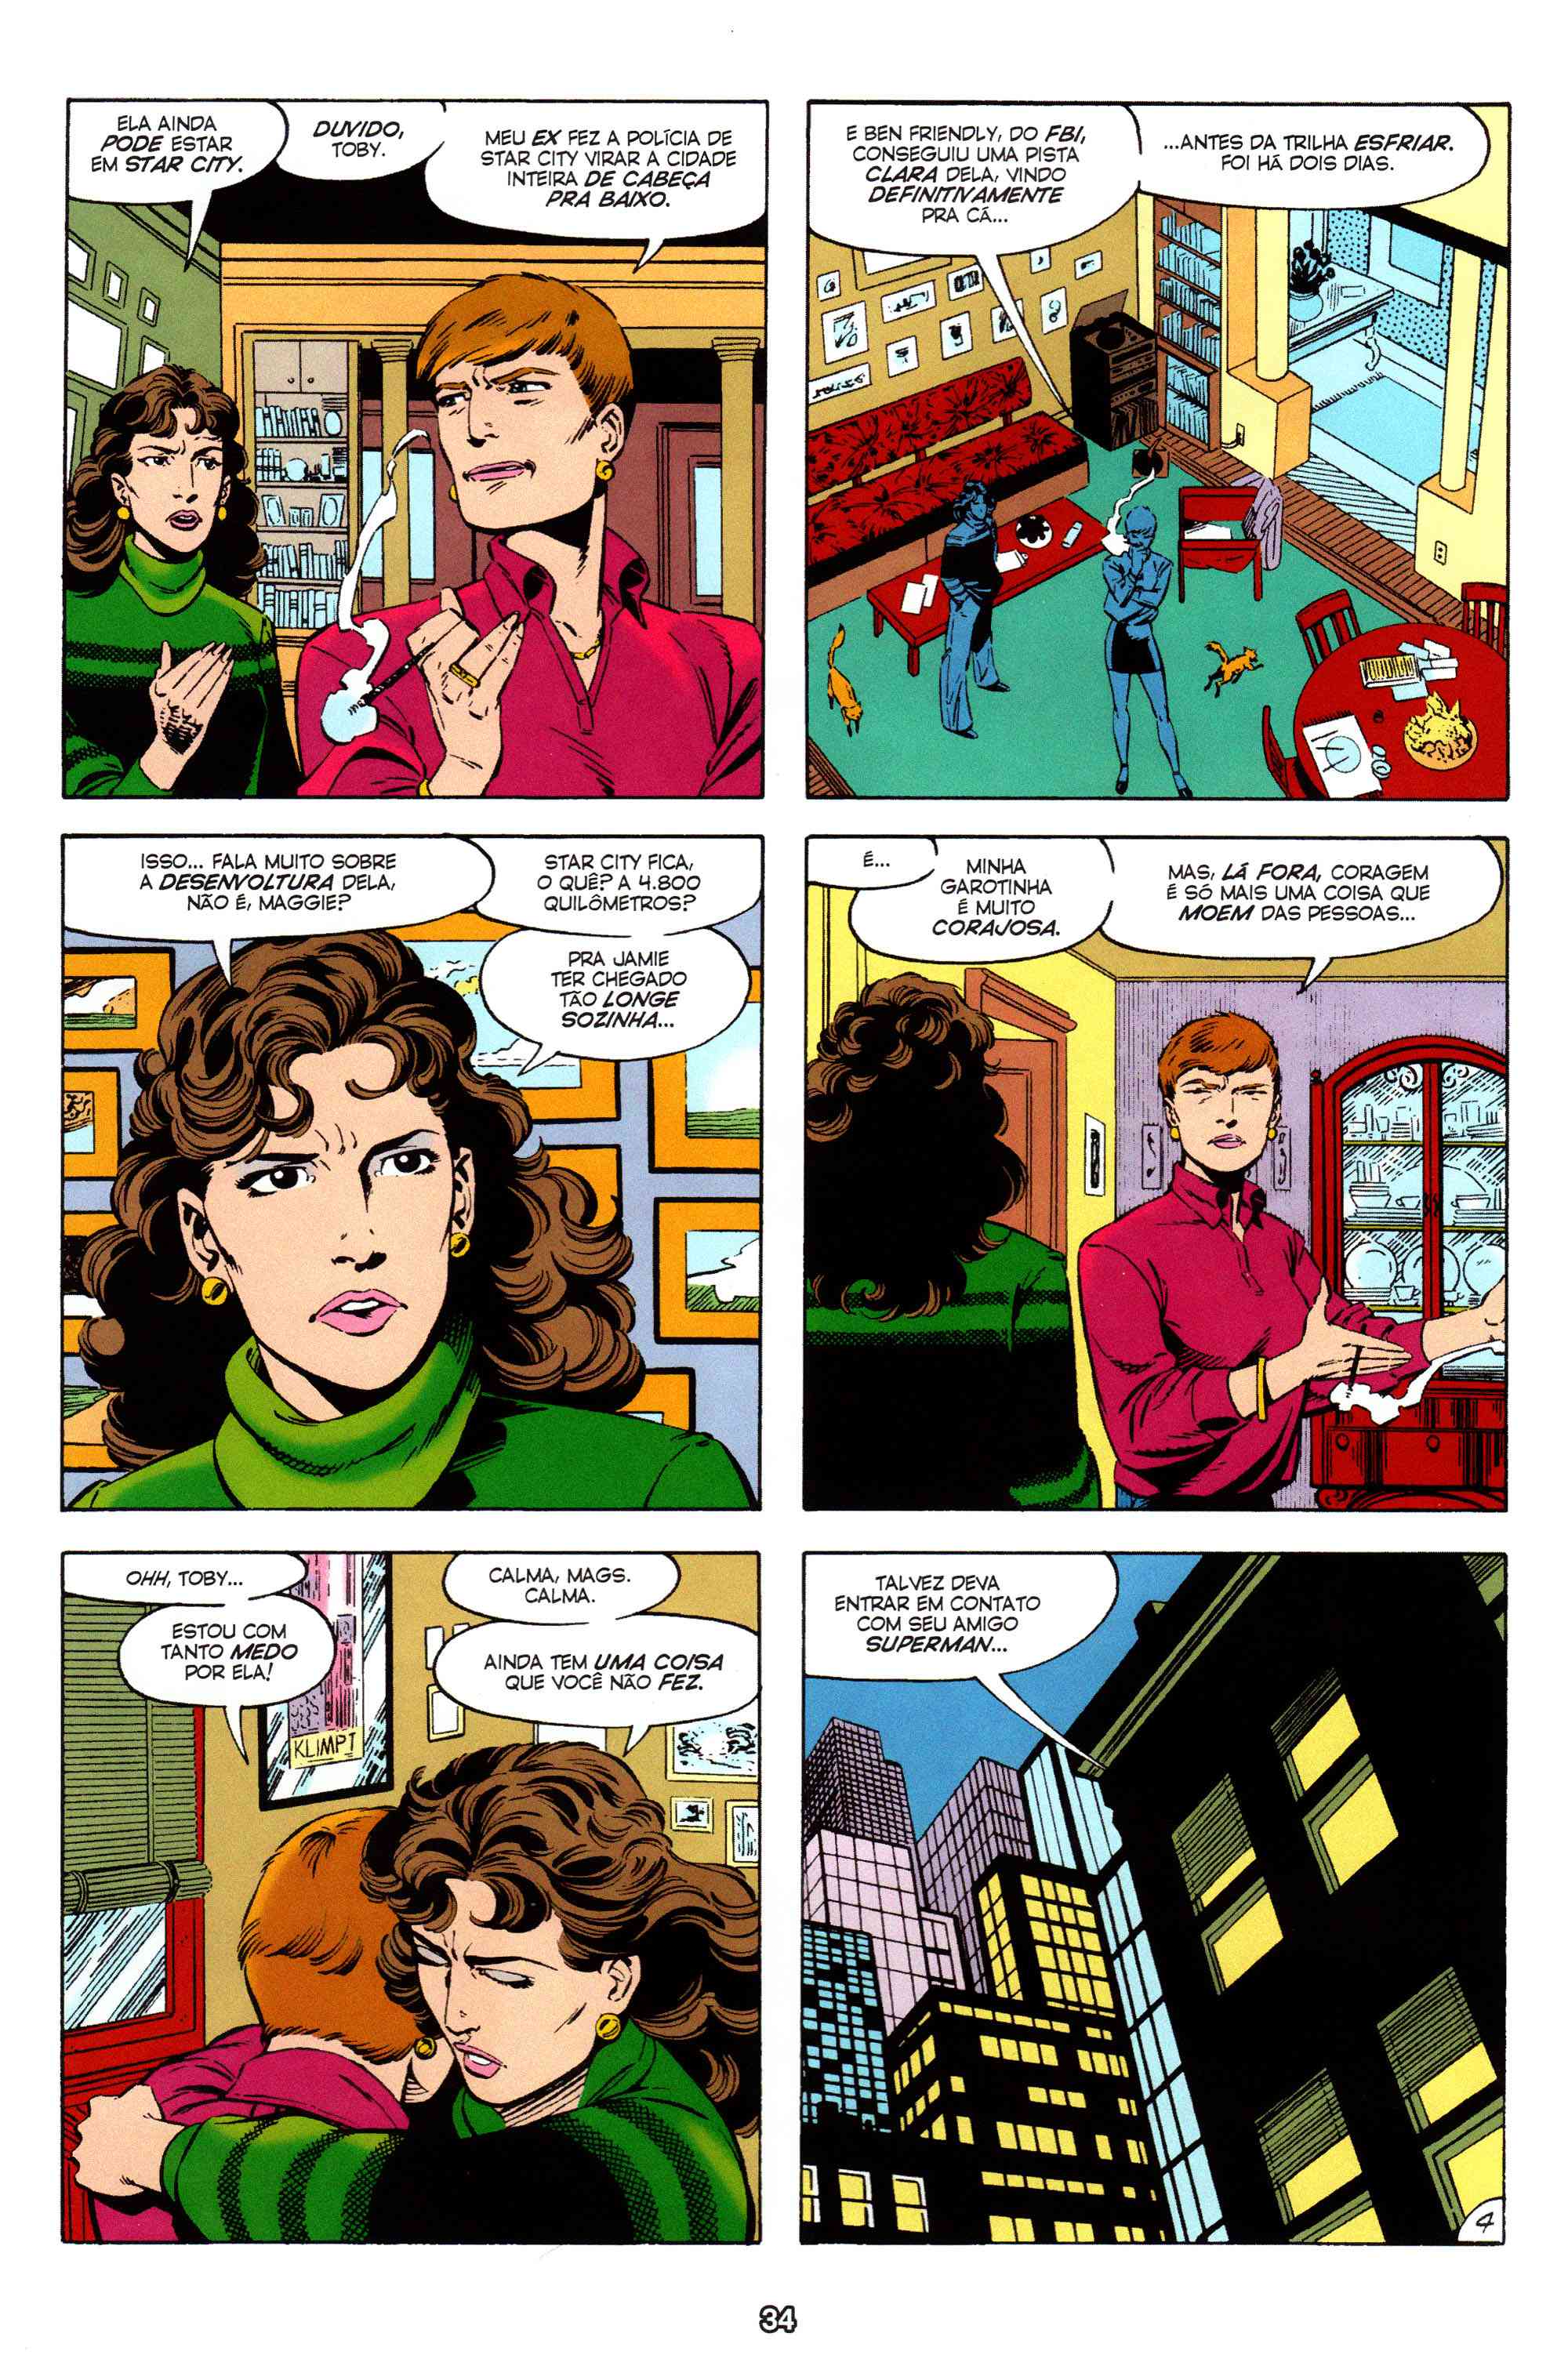 ELA AINDA
PODE ESTAR
EM STAR CITY.
DUVIDO,
TOBY.
MEU EX FEZ A POLÍCIA DE
STAR CITY VIRAR A CIDADE
INTEIRA DE CABEÇA
PRA BAIXO.
E BEN FRIENDLY, DO FBI,
CONSEGUIU UMA PISTA
CLARA DELA, VINDO
DEFINITIVAMENTE
PRA CÁ...
...ANTES DA TRILHA ESFRIAR.
FOI HÁ DOIS DIAS.
ISSO... FALA MUITO SOBRE
A DESENVOLTURA DELA,
NÃO É, MAGGIE?
STAR CITY FICA,
O QUÊ? A 4.800
QUILÔMETROS?
PRA JAMIE
TER CHEGADO
TÃO LONGE
SOZINHA...
É...
MINHA
GAROTINHA
É MUITO
CORAJOSA.
MAS, LÁ FORA, CORAGEM
É SÓ MAIS UMA COISA QUE
MOEM DAS PESSOAS...
OHH, TOBY...
ESTOU COM
TANTO MEDO
POR ELA!
CALMA, MAGS.
CALMA.
AINDA TEM UMA COISA
QUE VOCÊ NÃO FEZ.
KLIMPT
TALVEZ DEVA
ENTRAR EM CONTATO
COM SEU AMIGO
SUPERMAN...
4
34